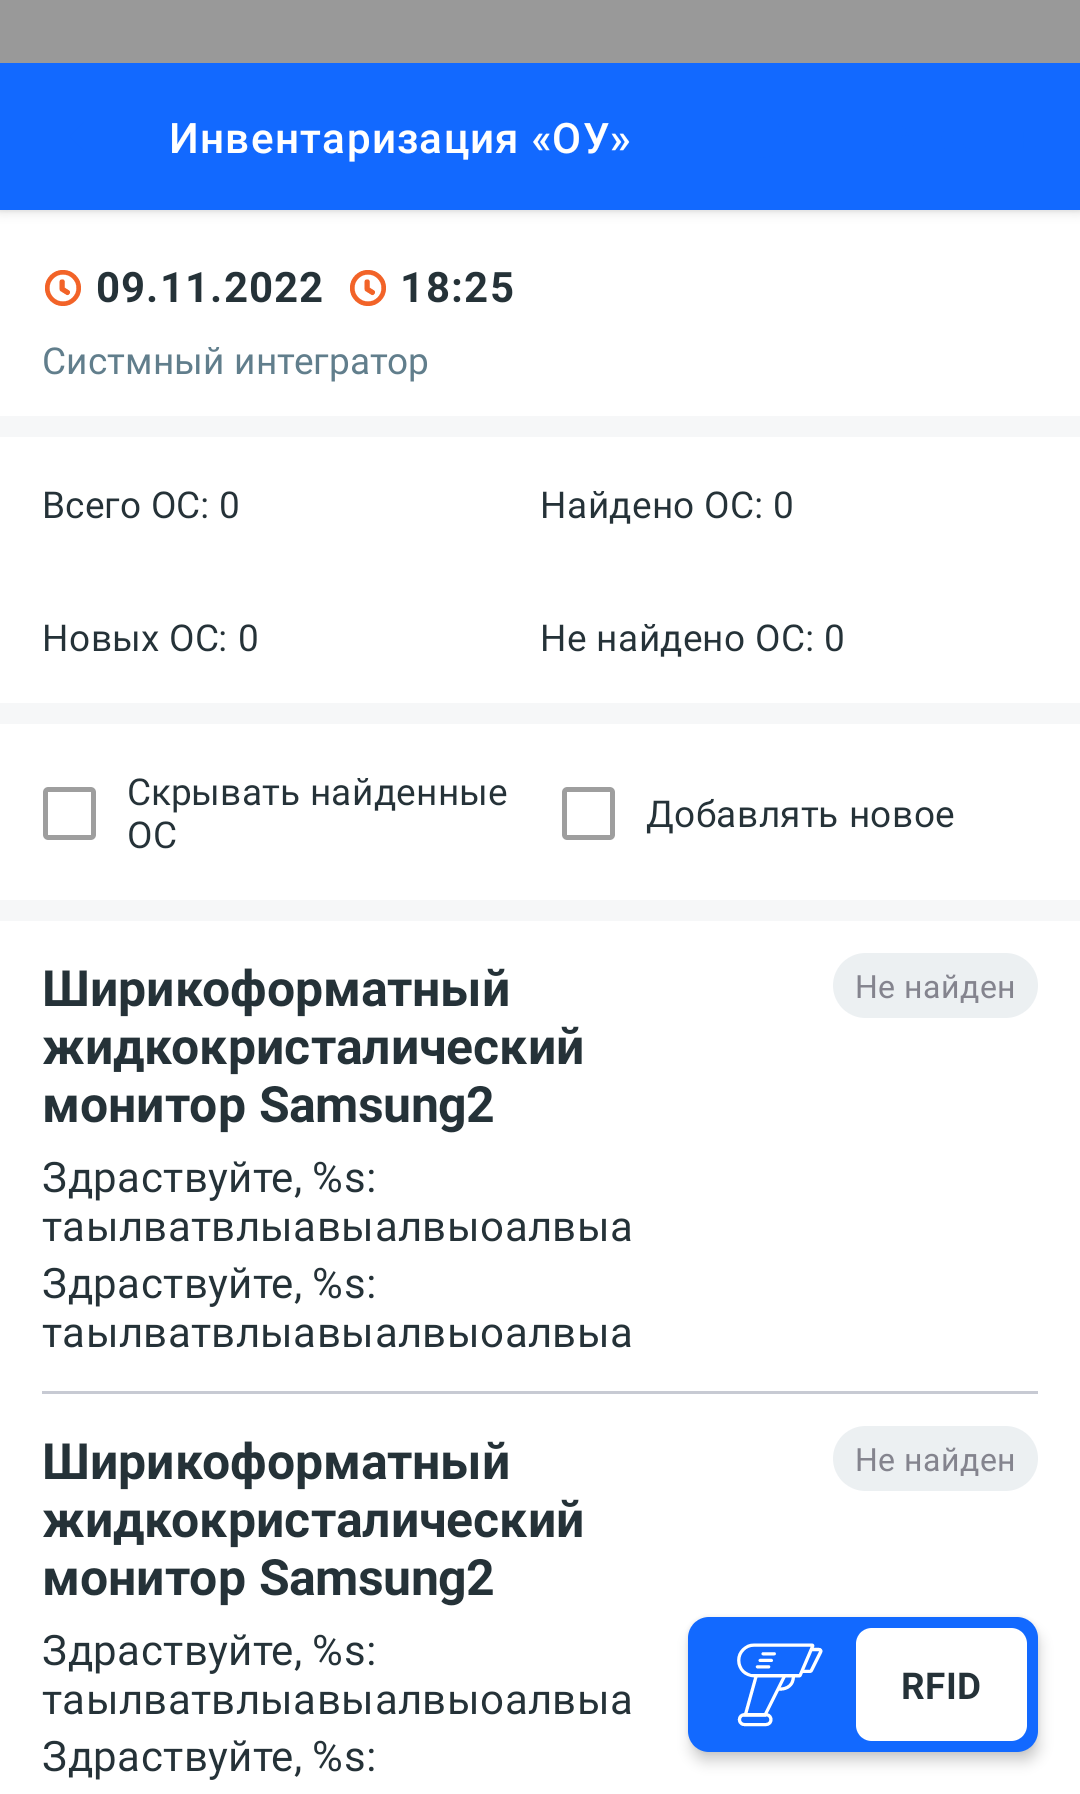 Инвентаризация «ОУ»
09.11.2022 18:25
Систмный интегратор
Всего ОС: 0 Найдено ОС: 0
Новых ОС: 0 Не найдено ОС: 0
Скрывать найденные
ОС
Добавлять новое
Ширикоформатный
жидкокристалический
монитор Samsung2
Не найден
Здраствуйте, %s:
таылватвлыавыалвыоалвыа
Здраствуйте, %s:
таылватвлыавыалвыоалвыа
Ширикоформатный
жидкокристалический
монитор Samsung2
Не найден
Здраствуйте, %s:
таылватвлыавыалвыоалвыа
Здраствуйте, %s:
RFID